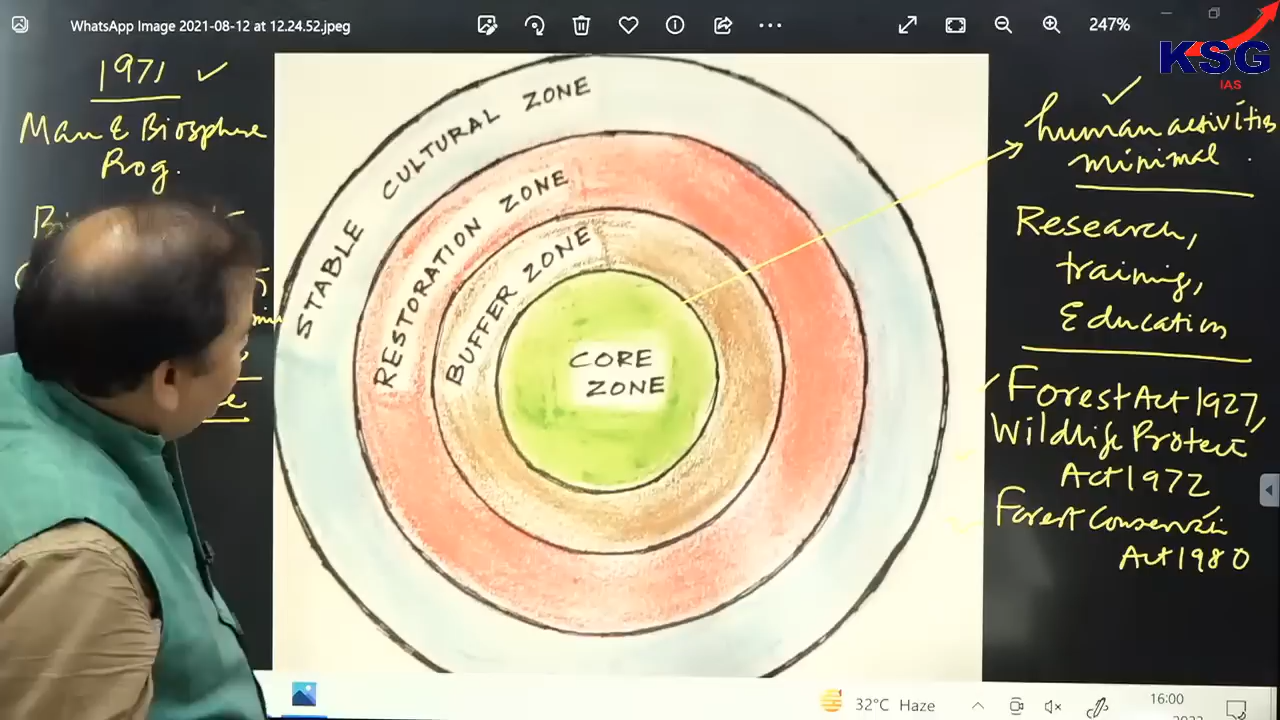 WhatsApp Image 2021-08-12 at 12.24.52.jpeg
247%
KSG
IAS
1971 ✓
Man & Biosphere
Prog.
STABLE CULTURAL ZONE
RESTORATION ZONE
BUFFER ZONE
CORE
ZONE
✓
human activities
minimal
Research,
training,
Education
Forest Act 1927,
Wildlife Protect
Act 1972
Forest Conservan
Act 1980
32°C Haze
16:00